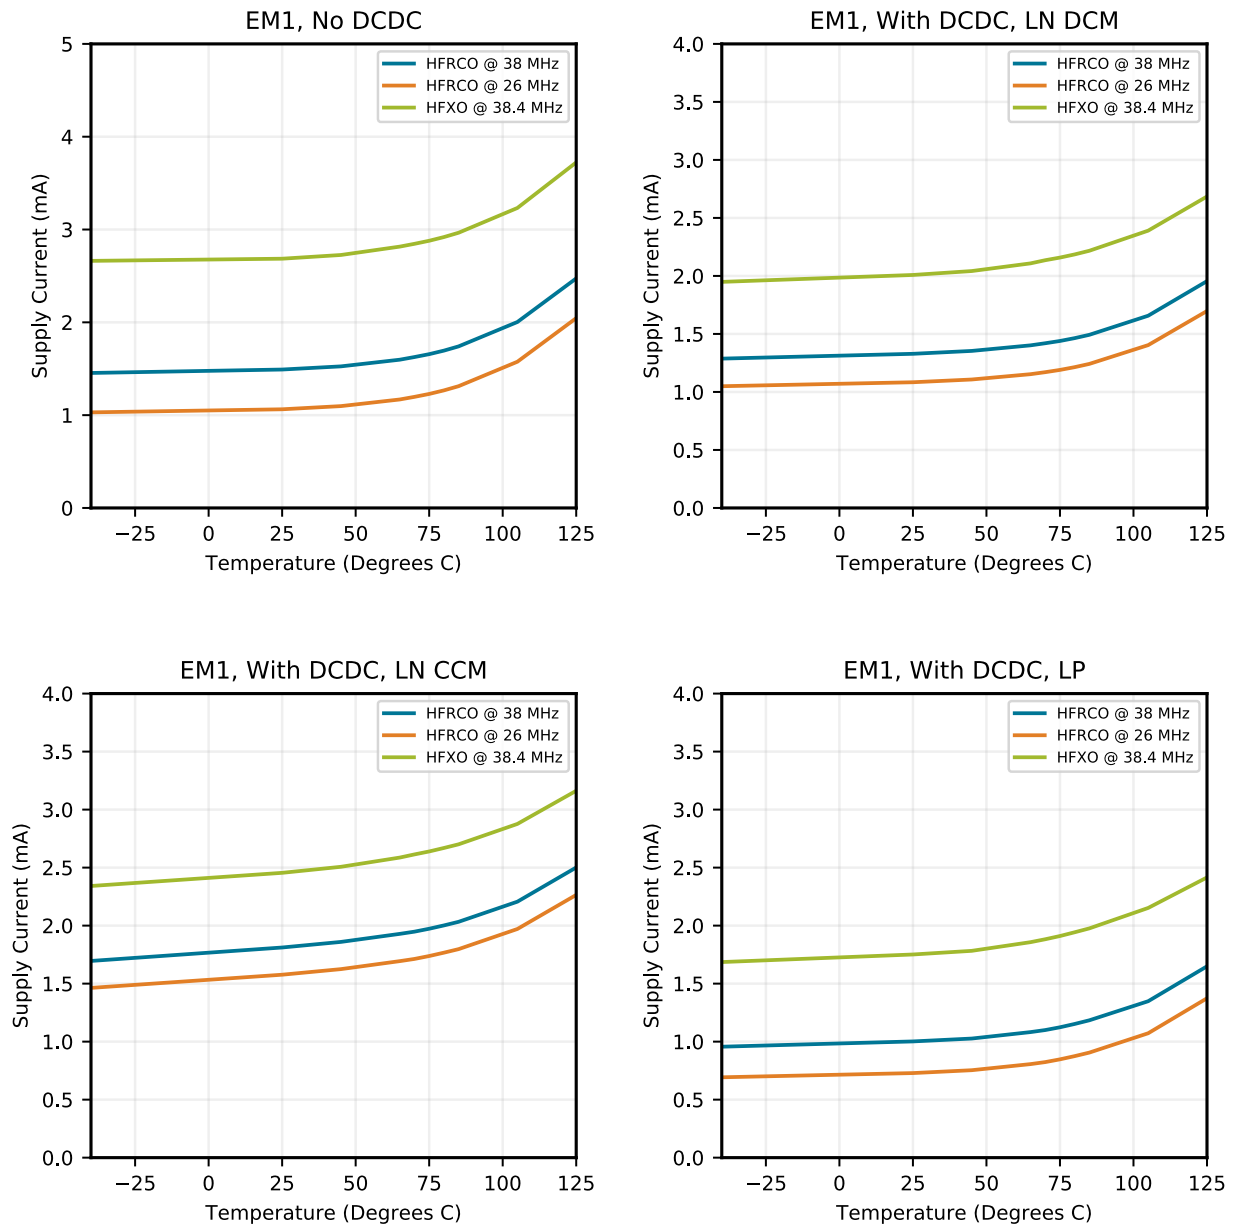 EM1, No DCDC
5
4
3
2
1
0
Supply Current (mA)
HFRCO @ 38 MHz
HFRCO @ 26 MHz
HFXO @ 38.4 MHz
−25 0 25 50 75 100 125
Temperature (Degrees C)
EM1, With DCDC, LN DCM
4.0
3.5
3.0
2.5
2.0
1.5
1.0
0.5
0.0
Supply Current (mA)
HFRCO @ 38 MHz
HFRCO @ 26 MHz
HFXO @ 38.4 MHz
−25 0 25 50 75 100 125
Temperature (Degrees C)
EM1, With DCDC, LN CCM
4.0
3.5
3.0
2.5
2.0
1.5
1.0
0.5
0.0
Supply Current (mA)
HFRCO @ 38 MHz
HFRCO @ 26 MHz
HFXO @ 38.4 MHz
−25 0 25 50 75 100 125
Temperature (Degrees C)
EM1, With DCDC, LP
4.0
3.5
3.0
2.5
2.0
1.5
1.0
0.5
0.0
Supply Current (mA)
HFRCO @ 38 MHz
HFRCO @ 26 MHz
HFXO @ 38.4 MHz
−25 0 25 50 75 100 125
Temperature (Degrees C)